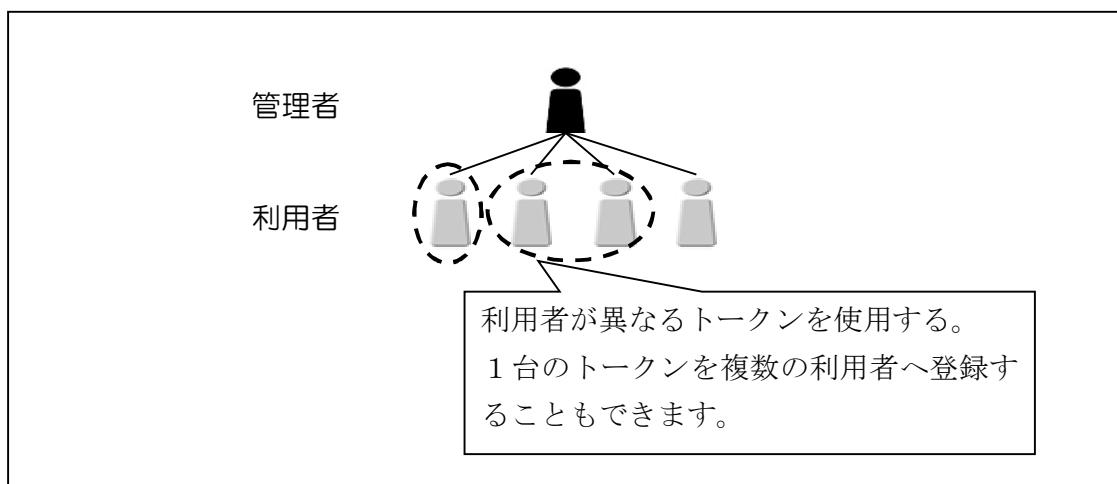 管理者
利用者
利用者が異なるトークンを使用する。
１台のトークンを複数の利用者へ登録す
ることもできます。